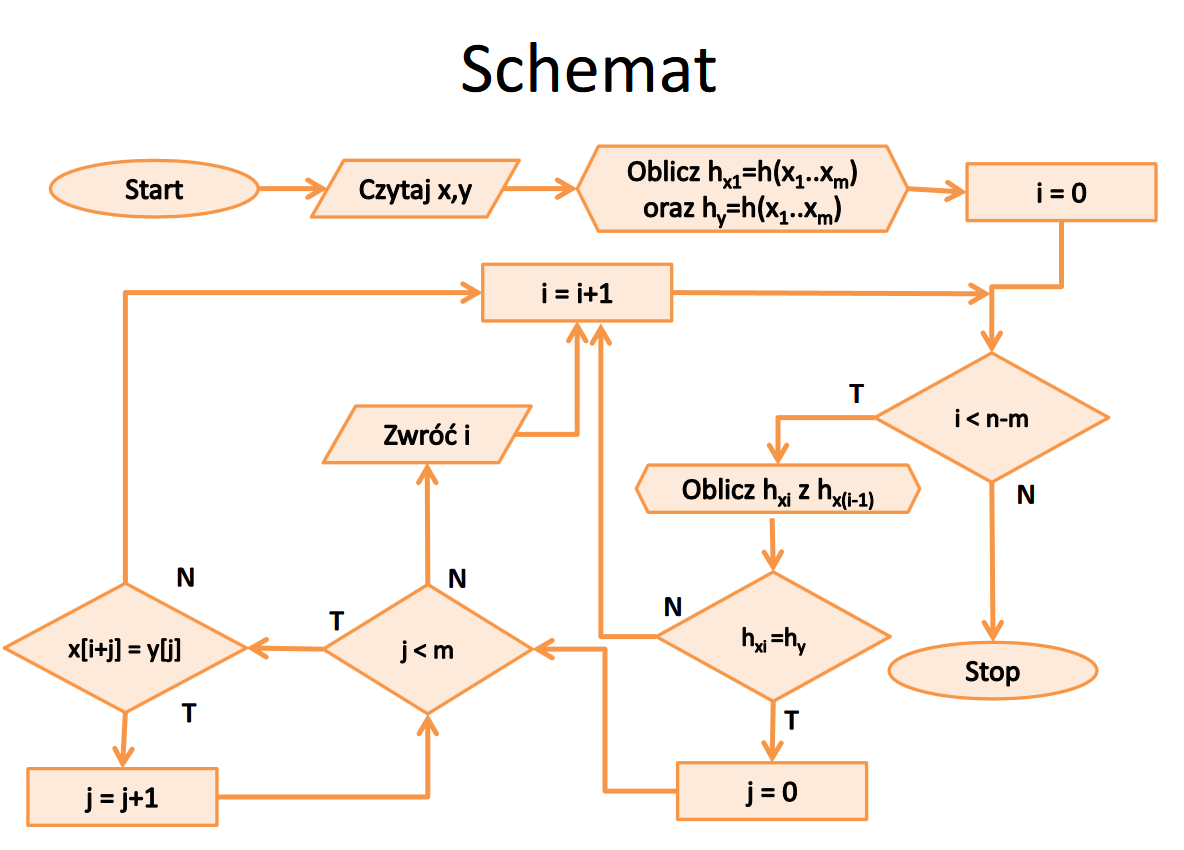 Schemat
Start
Czytaj x,y
Oblicz hx1=h(x1..xm)
oraz hy=h(x1..xm)
i = 0
i = i+1
T
i < n-m
Zwróć i
Oblicz hxi z hx(i-1)
N
N
N
T
N
x[i+j] = y[j]
j < m
hxi =hy
Stop
T
T
j = j+1
j = 0